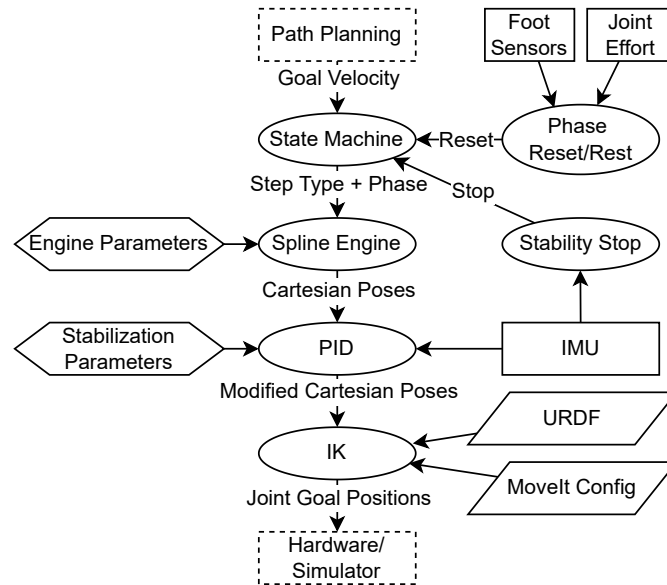 Path Planning
Foot
Sensors
Joint
Effort
Goal Velocity
State Machine
Reset
Phase
Reset/Rest
Step Type + Phase
Stop
Engine Parameters
Spline Engine
Stability Stop
Cartesian Poses
Stabilization
Parameters
PID
IMU
Modified Cartesian Poses
URDF
IK
MoveIt Config
Joint Goal Positions
Hardware/
Simulator